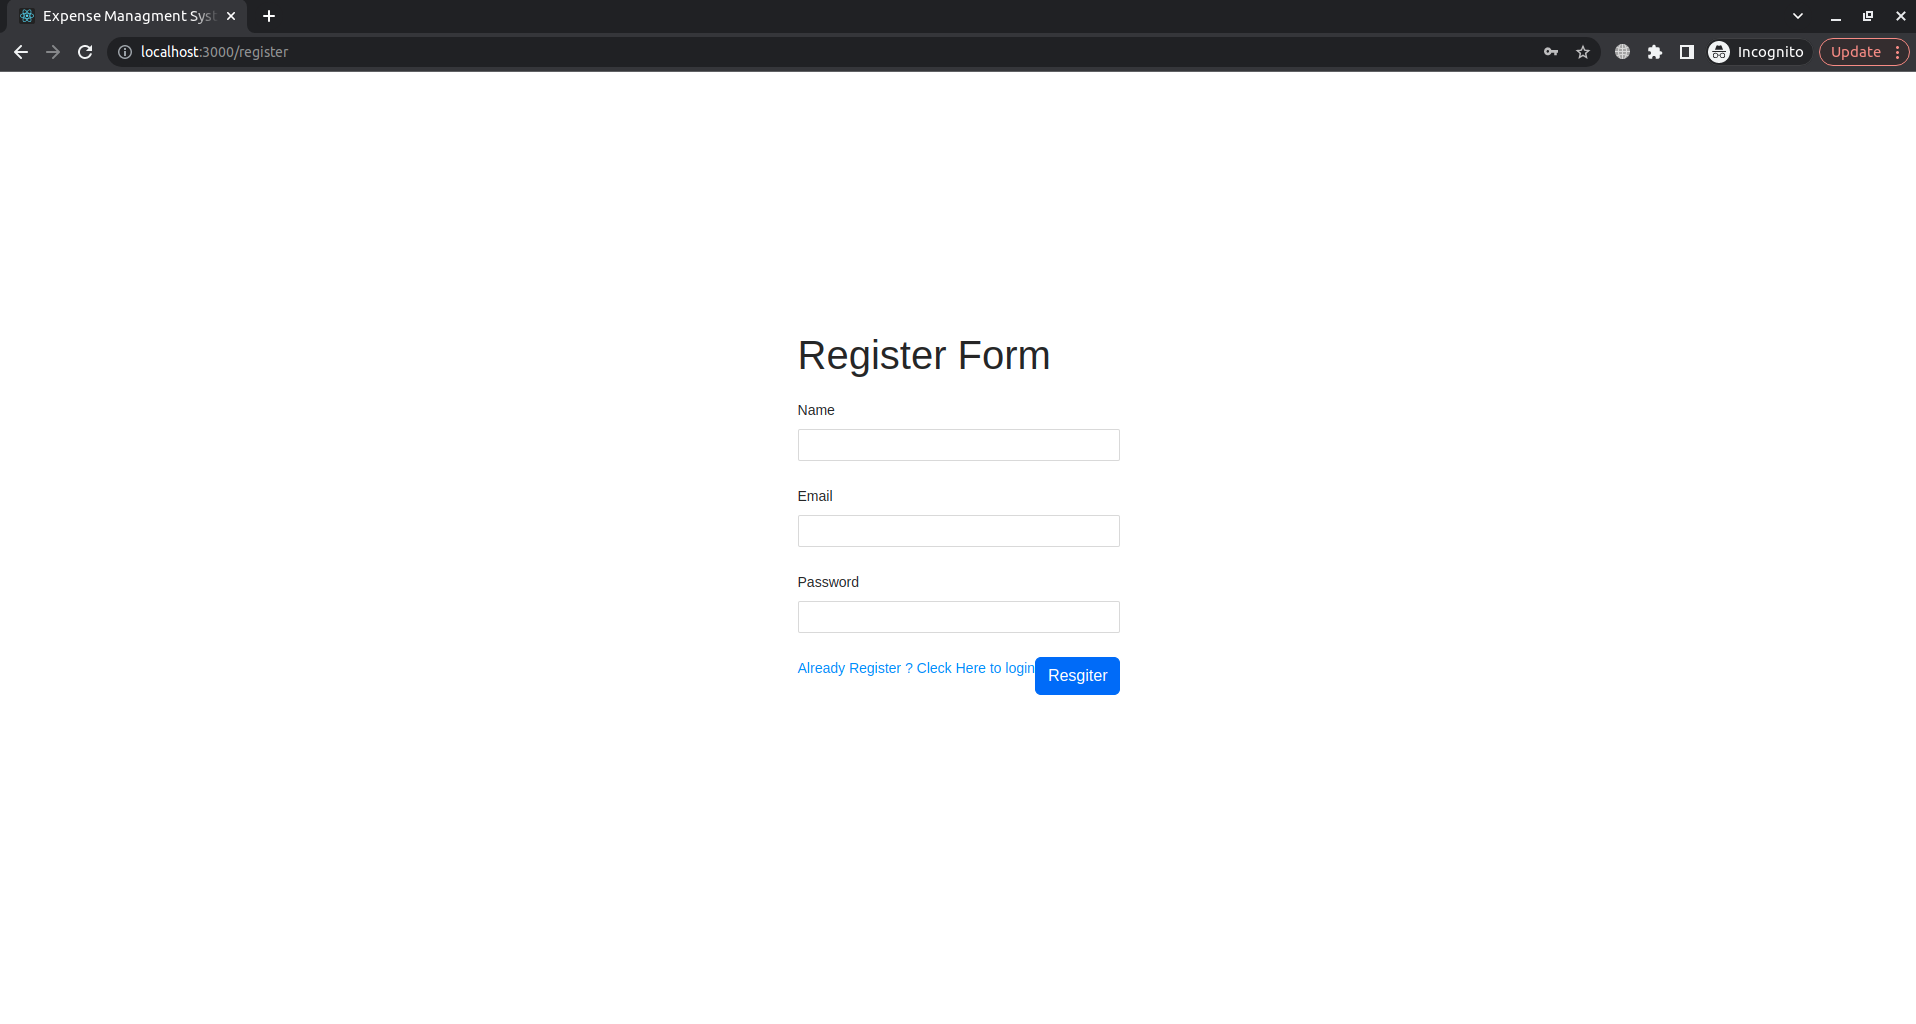 Expense Managment Syst
localhost:3000/register
Incognito
Update
Register Form
Name
Email
Password
Already Register ? Cleck Here to login
Resgiter